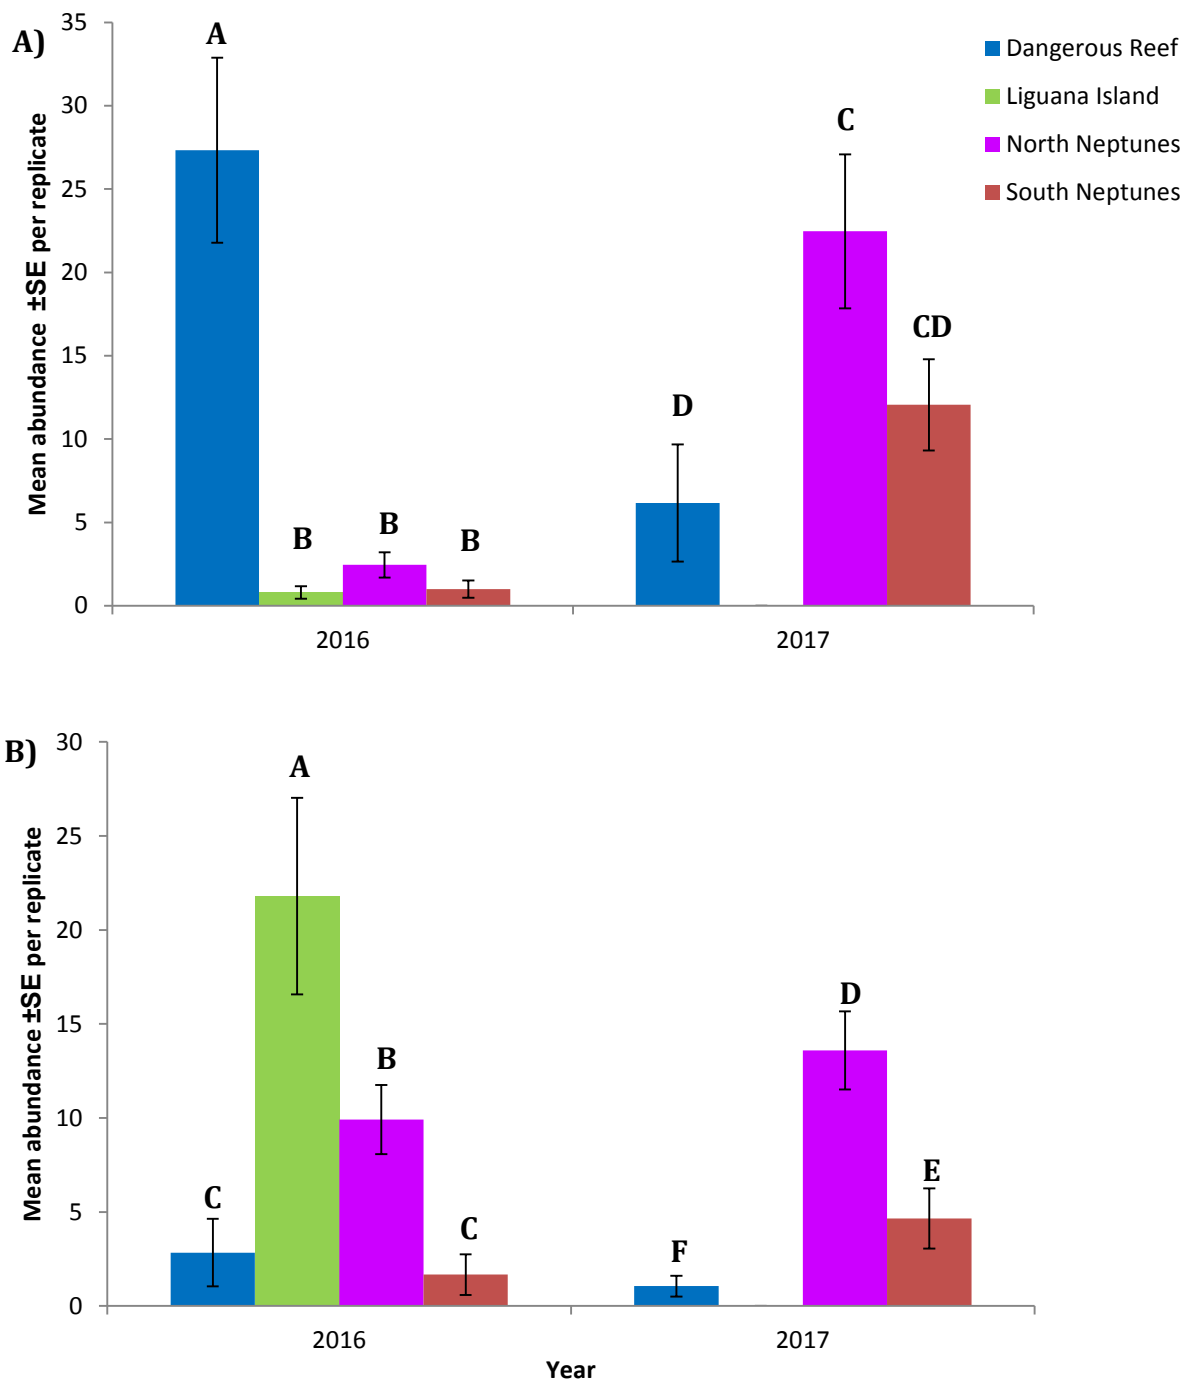 A)
Mean abundance ±SE per replicate
35
30
25
20
15
10
5
0
A
B
B
B
D
C
CD
2016
2017
Dangerous Reef
Liguana Island
North Neptunes
South Neptunes
B)
Mean abundance ±SE per replicate
30
25
20
15
10
5
0
C
A
B
C
F
D
E
2016
2017
Year